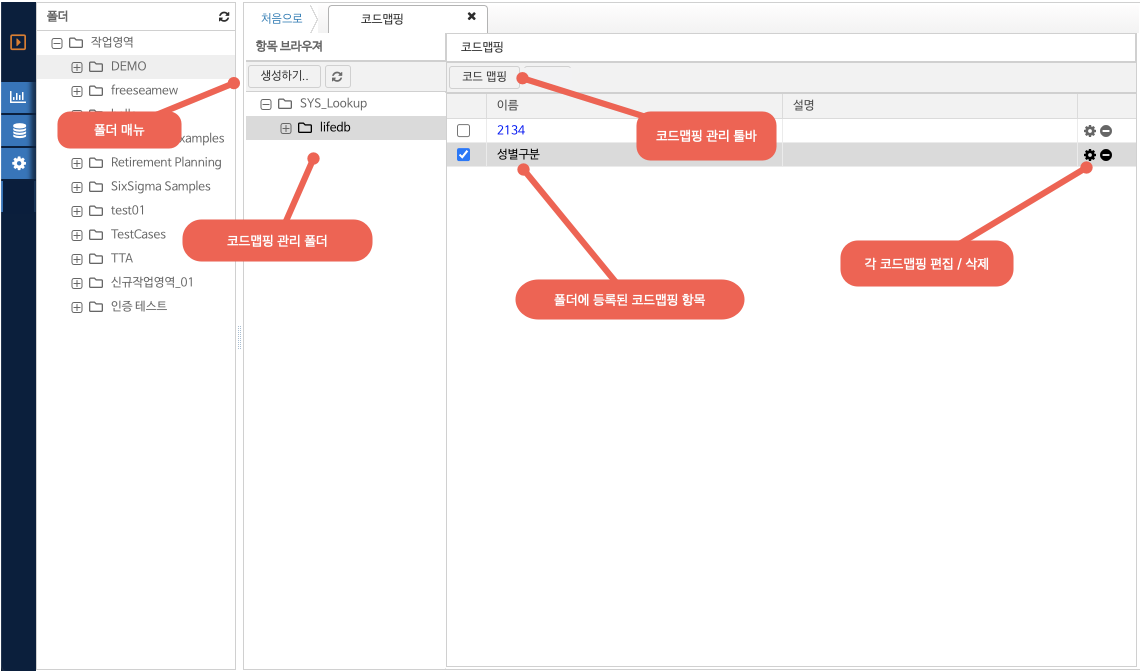 폴더
작업영역
DEMO
freeseamew
xamples
Retirement Planning
SixSigma Samples
test01
TestCases
TTA
신규작업영역_01
인증 테스트
폴더 매뉴
처음으로
코드맵핑
항목 브라우져
생성하기..
SYS_Lookup
lifedb
코드맵핑 관리 폴더
코드맵핑
코드 맵핑
이름
설명
2134
성별구분
코드맵핑 관리 툴바
각 코드맵핑 편집 / 삭제
폴더에 등록된 코드맵핑 항목